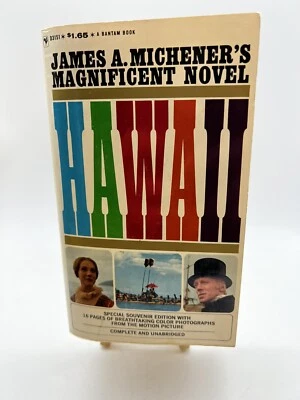 S3151 ★ $1.65 ★ A BANTAM BOOK
JAMES A. MICHENER'S
MAGNIFICENT NOVEL
HAWAII
SPECIAL SOUVENIR EDITION WITH
16 PAGES OF BREATHTAKING COLOR PHOTOGRAPHS
FROM THE MOTION PICTURE
COMPLETE AND UNABRIDGED